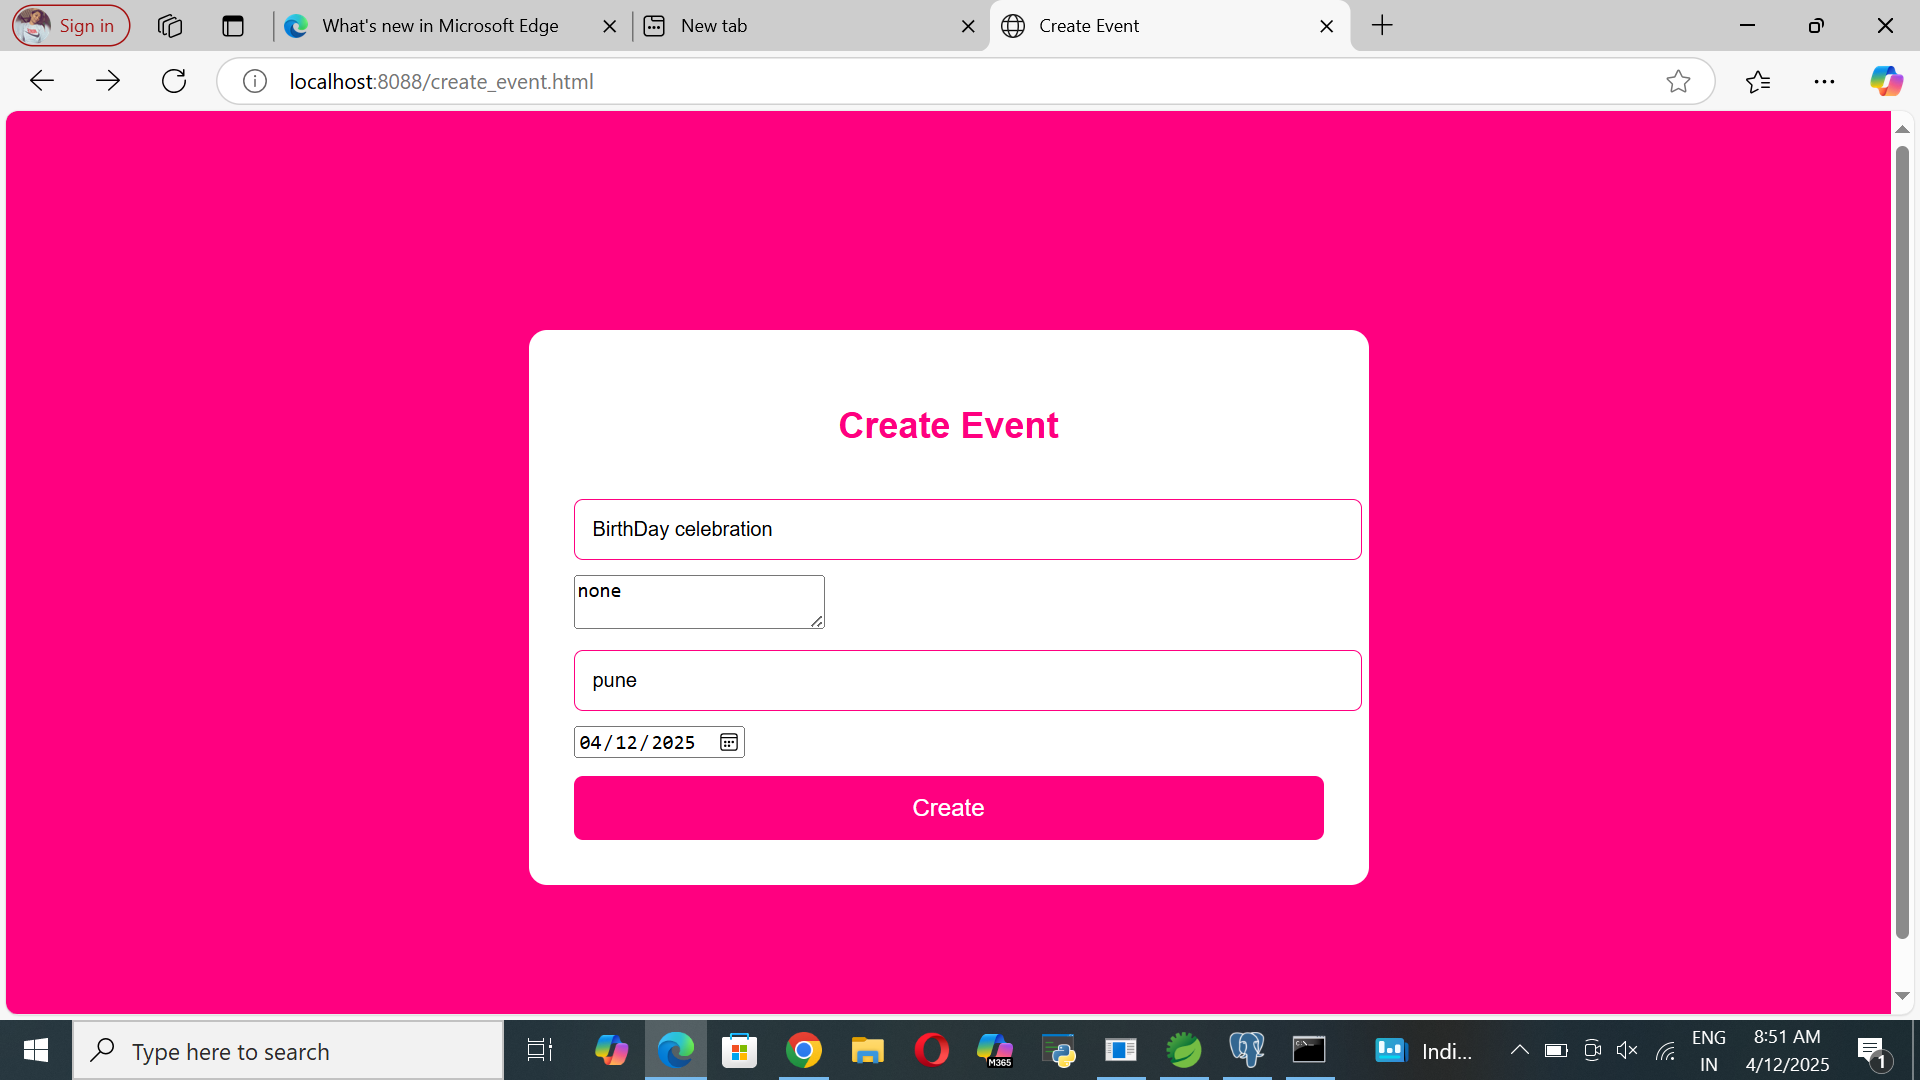 Sign in
What's new in Microsoft Edge
New tab
Create Event
localhost:8088/create_event.html
Create Event
BirthDay celebration
none
pune
04/12/2025
Create
Type here to search
M365
Indi...
ENG
IN
8:51 AM
4/12/2025
1